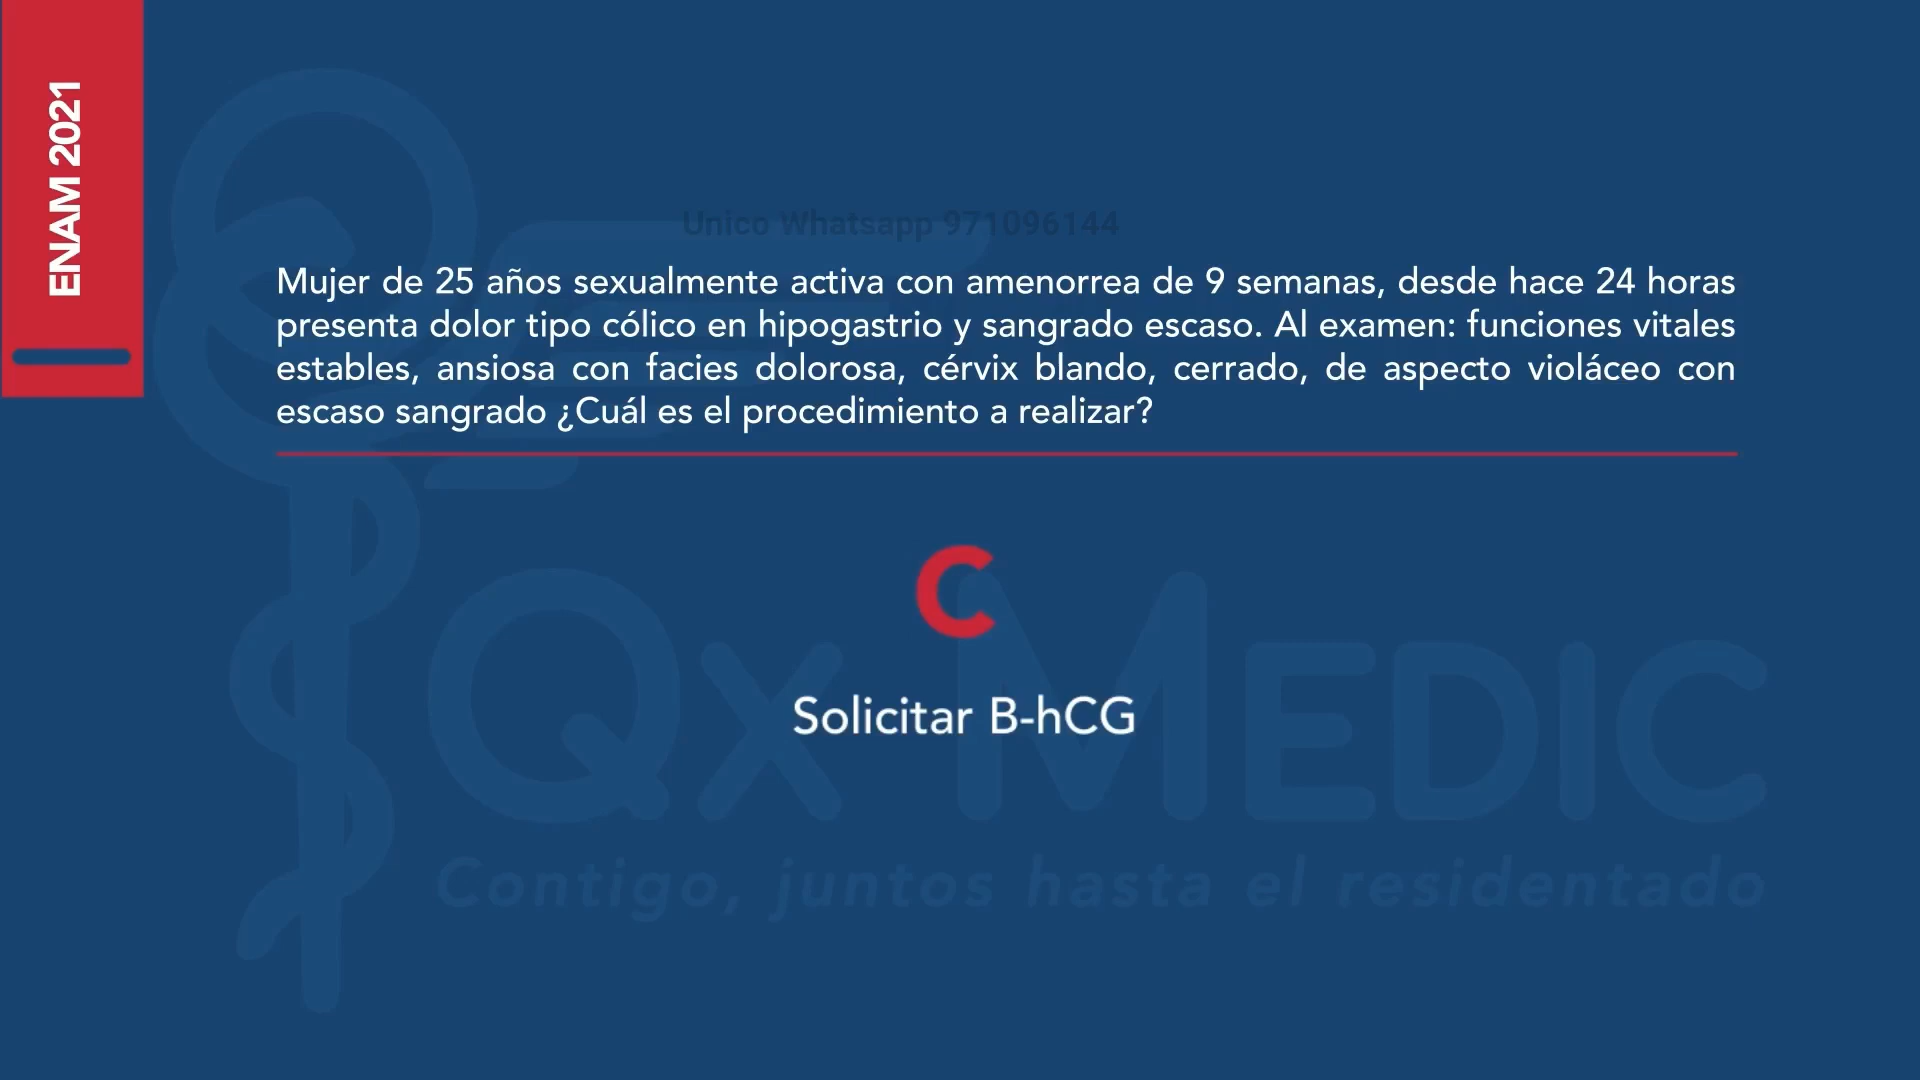 ENAM 2021
Unico Whatsapp 971096144
Mujer de 25 años sexualmente activa con amenorrea de 9 semanas, desde hace 24 horas
presenta dolor tipo cólico en hipogastrio y sangrado escaso. Al examen: funciones vitales
estables, ansiosa con facies dolorosa, cérvix blando, cerrado, de aspecto violáceo con
escaso sangrado ¿Cuál es el procedimiento a realizar?
C
Solicitar B-hCG
Qx MEDIC
Contigo, juntos hasta el residentado